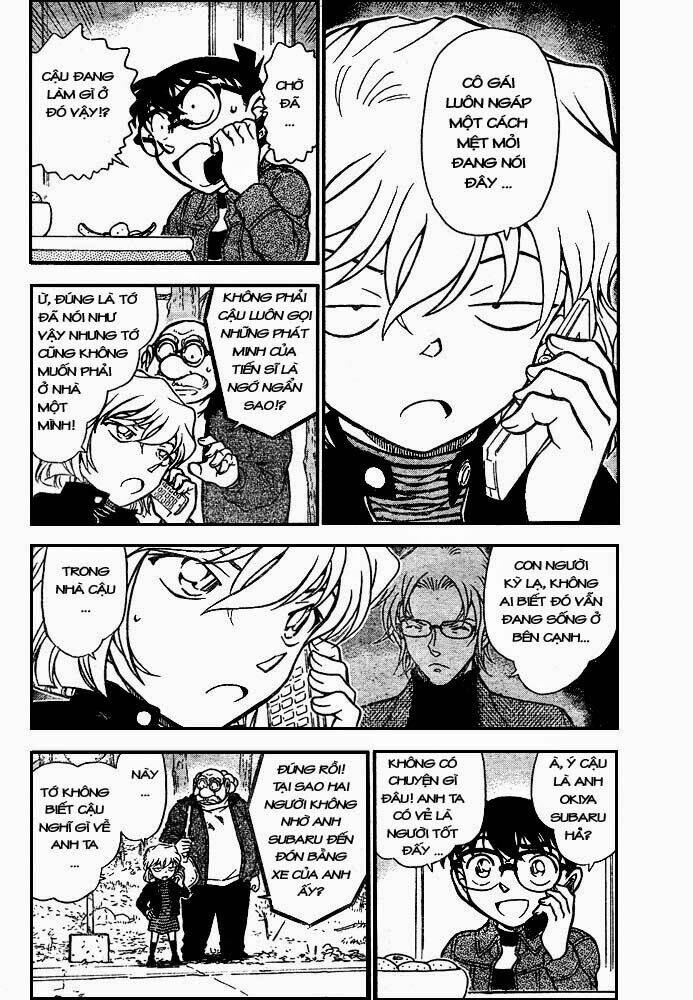 CÔ GÁI
LUÔN NGÁP
MỘT CÁCH
MỆT MỎI
ĐANG NÓI
ĐÂY ...
CHỜ
ĐÃ
...
CẬU ĐANG
LÀM GÌ Ở
ĐÓ VẬY!?
KHÔNG PHẢI
CẬU LUÔN GỌI
NHỮNG PHÁT
MINH CỦA
TIẾN SĨ LÀ
NGỚ NGẨN
SAO!?
Ừ, ĐÚNG LÀ TỚ
ĐÃ NÓI NHƯ
VẬY NHƯNG TỚ
CŨNG KHÔNG
MUỐN PHẢI
Ở NHÀ
MỘT
MÌNH!
CON NGƯỜI
KỲ LẠ, KHÔNG
AI BIẾT ĐÓ VẪN
ĐANG SỐNG Ở
BÊN CẠNH...
TRONG
NHÀ CẬU
...
À, Ý CẬU
LÀ ANH
OKIYA
SUBARU
HẢ?
KHÔNG CÓ
CHUYỆN GÌ
ĐÂU! ANH TA
CÓ VẺ LÀ
NGƯỜI TỐT
ĐẤY ...
ĐÚNG RỒI!
TẠI SAO HAI
NGƯỜI KHÔNG
NHỜ ANH
SUBARU ĐẾN
ĐÓN BẰNG
XE CỦA ANH
ẤY?
NÀY ...
TỚ KHÔNG
BIẾT CẬU
NGHĨ GÌ VỀ
ANH TA ...